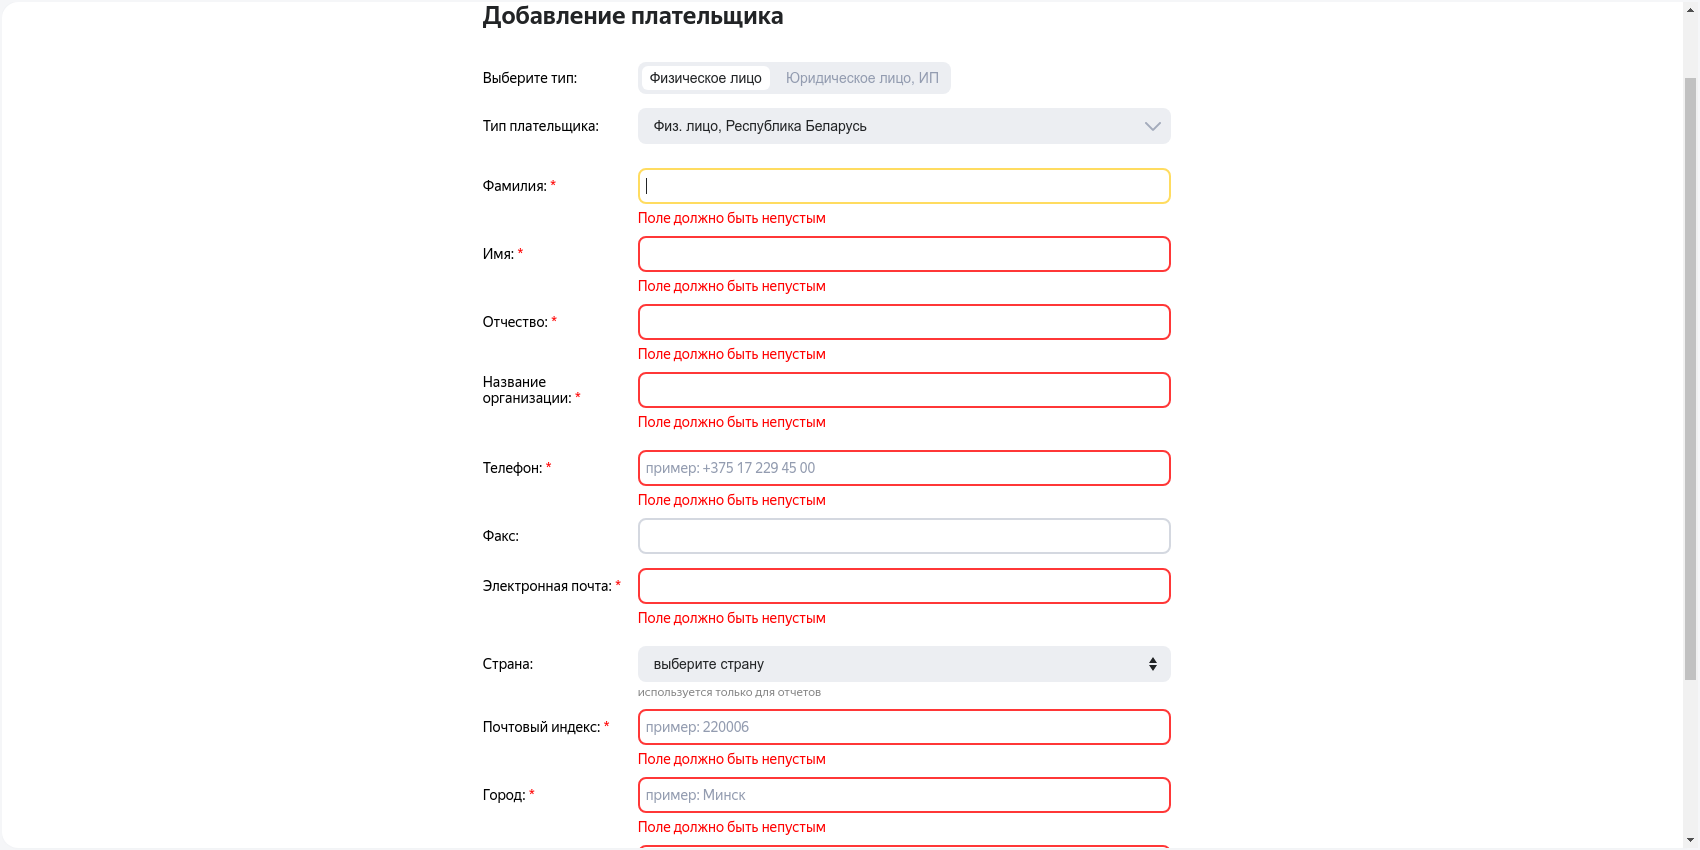 Добавление плательщика
Выберите тип:
Физическое лицо
Юридическое лицо, ИП
Тип плательщика:
Физ. лицо, Республика Беларусь
Фамилия: *
Поле должно быть непустым
Имя: *
Поле должно быть непустым
Отчество: *
Поле должно быть непустым
Название
организации: *
Поле должно быть непустым
Телефон: *
пример: +375 17 229 45 00
Поле должно быть непустым
Факс:
Электронная почта: *
Поле должно быть непустым
Страна:
выберите страну
используется только для отчетов
Почтовый индекс: *
пример: 220006
Поле должно быть непустым
Город: *
пример: Минск
Поле должно быть непустым